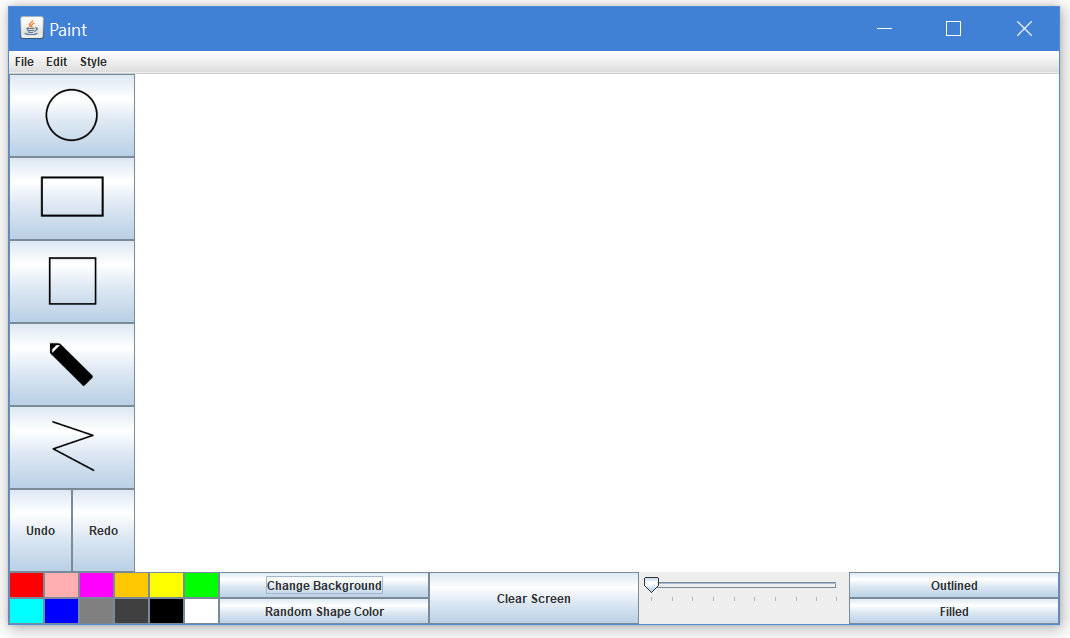 Paint
File Edit Style
Undo Redo
Change Background
Random Shape Color
Clear Screen
Outlined
Filled